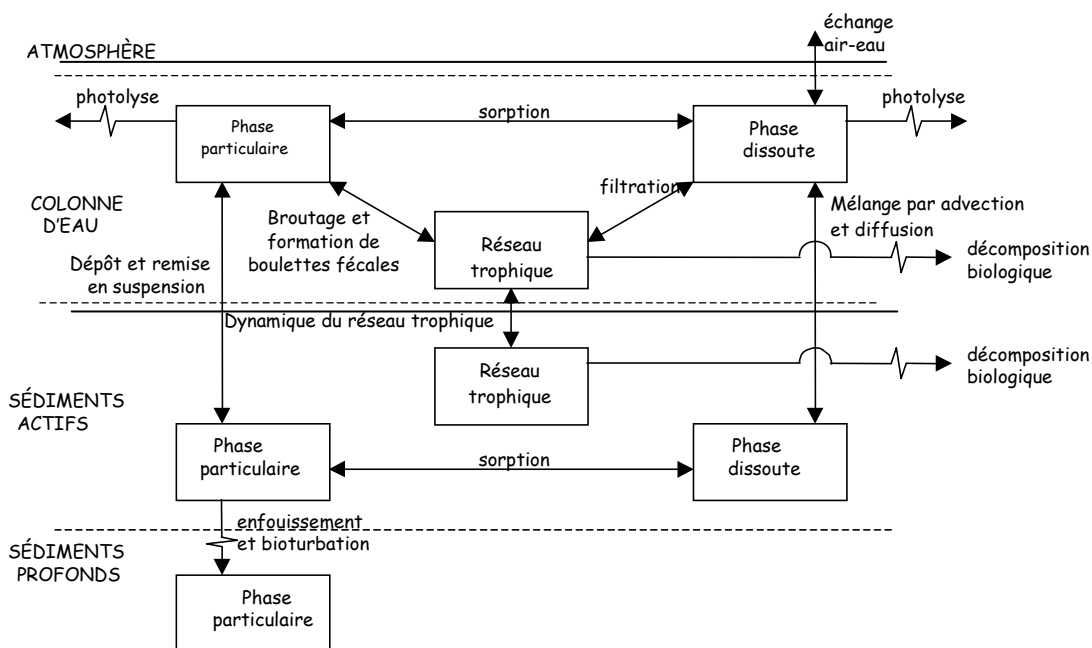 échange
air-eau
ATMOSPHÈRE
photolyse
sorption
photolyse
Phase
particulaire
Phase
dissoute
filtration
COLONNE
D'EAU
Broutage et
formation de
boulettes fécales
Réseau
trophique
Mélange par advection
et diffusion
décomposition
biologique
Dépôt et remise
en suspension
Dynamique du réseau trophique
Réseau
trophique
décomposition
biologique
SÉDIMENTS
ACTIFS
Phase
particulaire
sorption
Phase
dissoute
enfouissement
et bioturbation
SÉDIMENTS
PROFONDS
Phase
particulaire